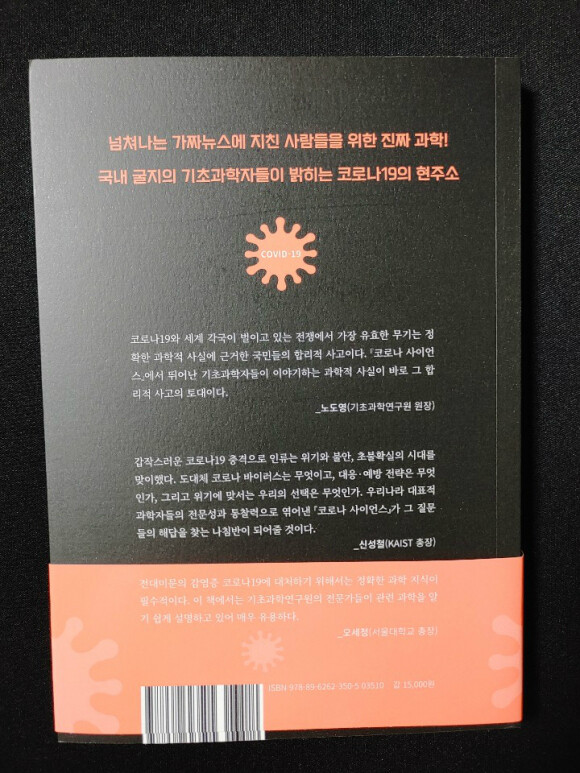 넘쳐나는 가짜뉴스에 지친 사람들을 위한 진짜 과학!
국내 굴지의 기초과학자들이 밝히는 코로나19의 현주소
COVID-19
코로나19와 세계 각국이 벌이고 있는 전쟁에서 가장 유효한 무기는 정
확한 과학적 사실에 근거한 국민들의 합리적 사고이다. 『코로나 사이언
스』에서 뛰어난 기초과학자들이 이야기하는 과학적 사실이 바로 그 합
리적 사고의 토대이다.
_노도영(기초과학연구원 원장)
갑작스러운 코로나19 충격으로 인류는 위기와 불안, 초불확실의 시대를
맞이했다. 도대체 코로나 바이러스는 무엇이고, 대응·예방 전략은 무엇
인가, 그리고 위기에 맞서는 우리의 선택은 무엇인가. 우리나라 대표적
과학자들의 전문성과 통찰력으로 엮어낸 『코로나 사이언스』가 그 질문
들의 해답을 찾는 나침반이 되어줄 것이다.
_신성철(KAIST 총장)
전대미문의 감염증 코로나19에 대처하기 위해서는 정확한 과학 지식이
필수적이다. 이 책에서는 기초과학연구원의 전문가들이 관련 과학을 알
기 쉽게 설명하고 있어 매우 유용하다.
_오세정(서울대학교 총장)
ISBN 978-89-6262-358-5 03510 값 15,000원